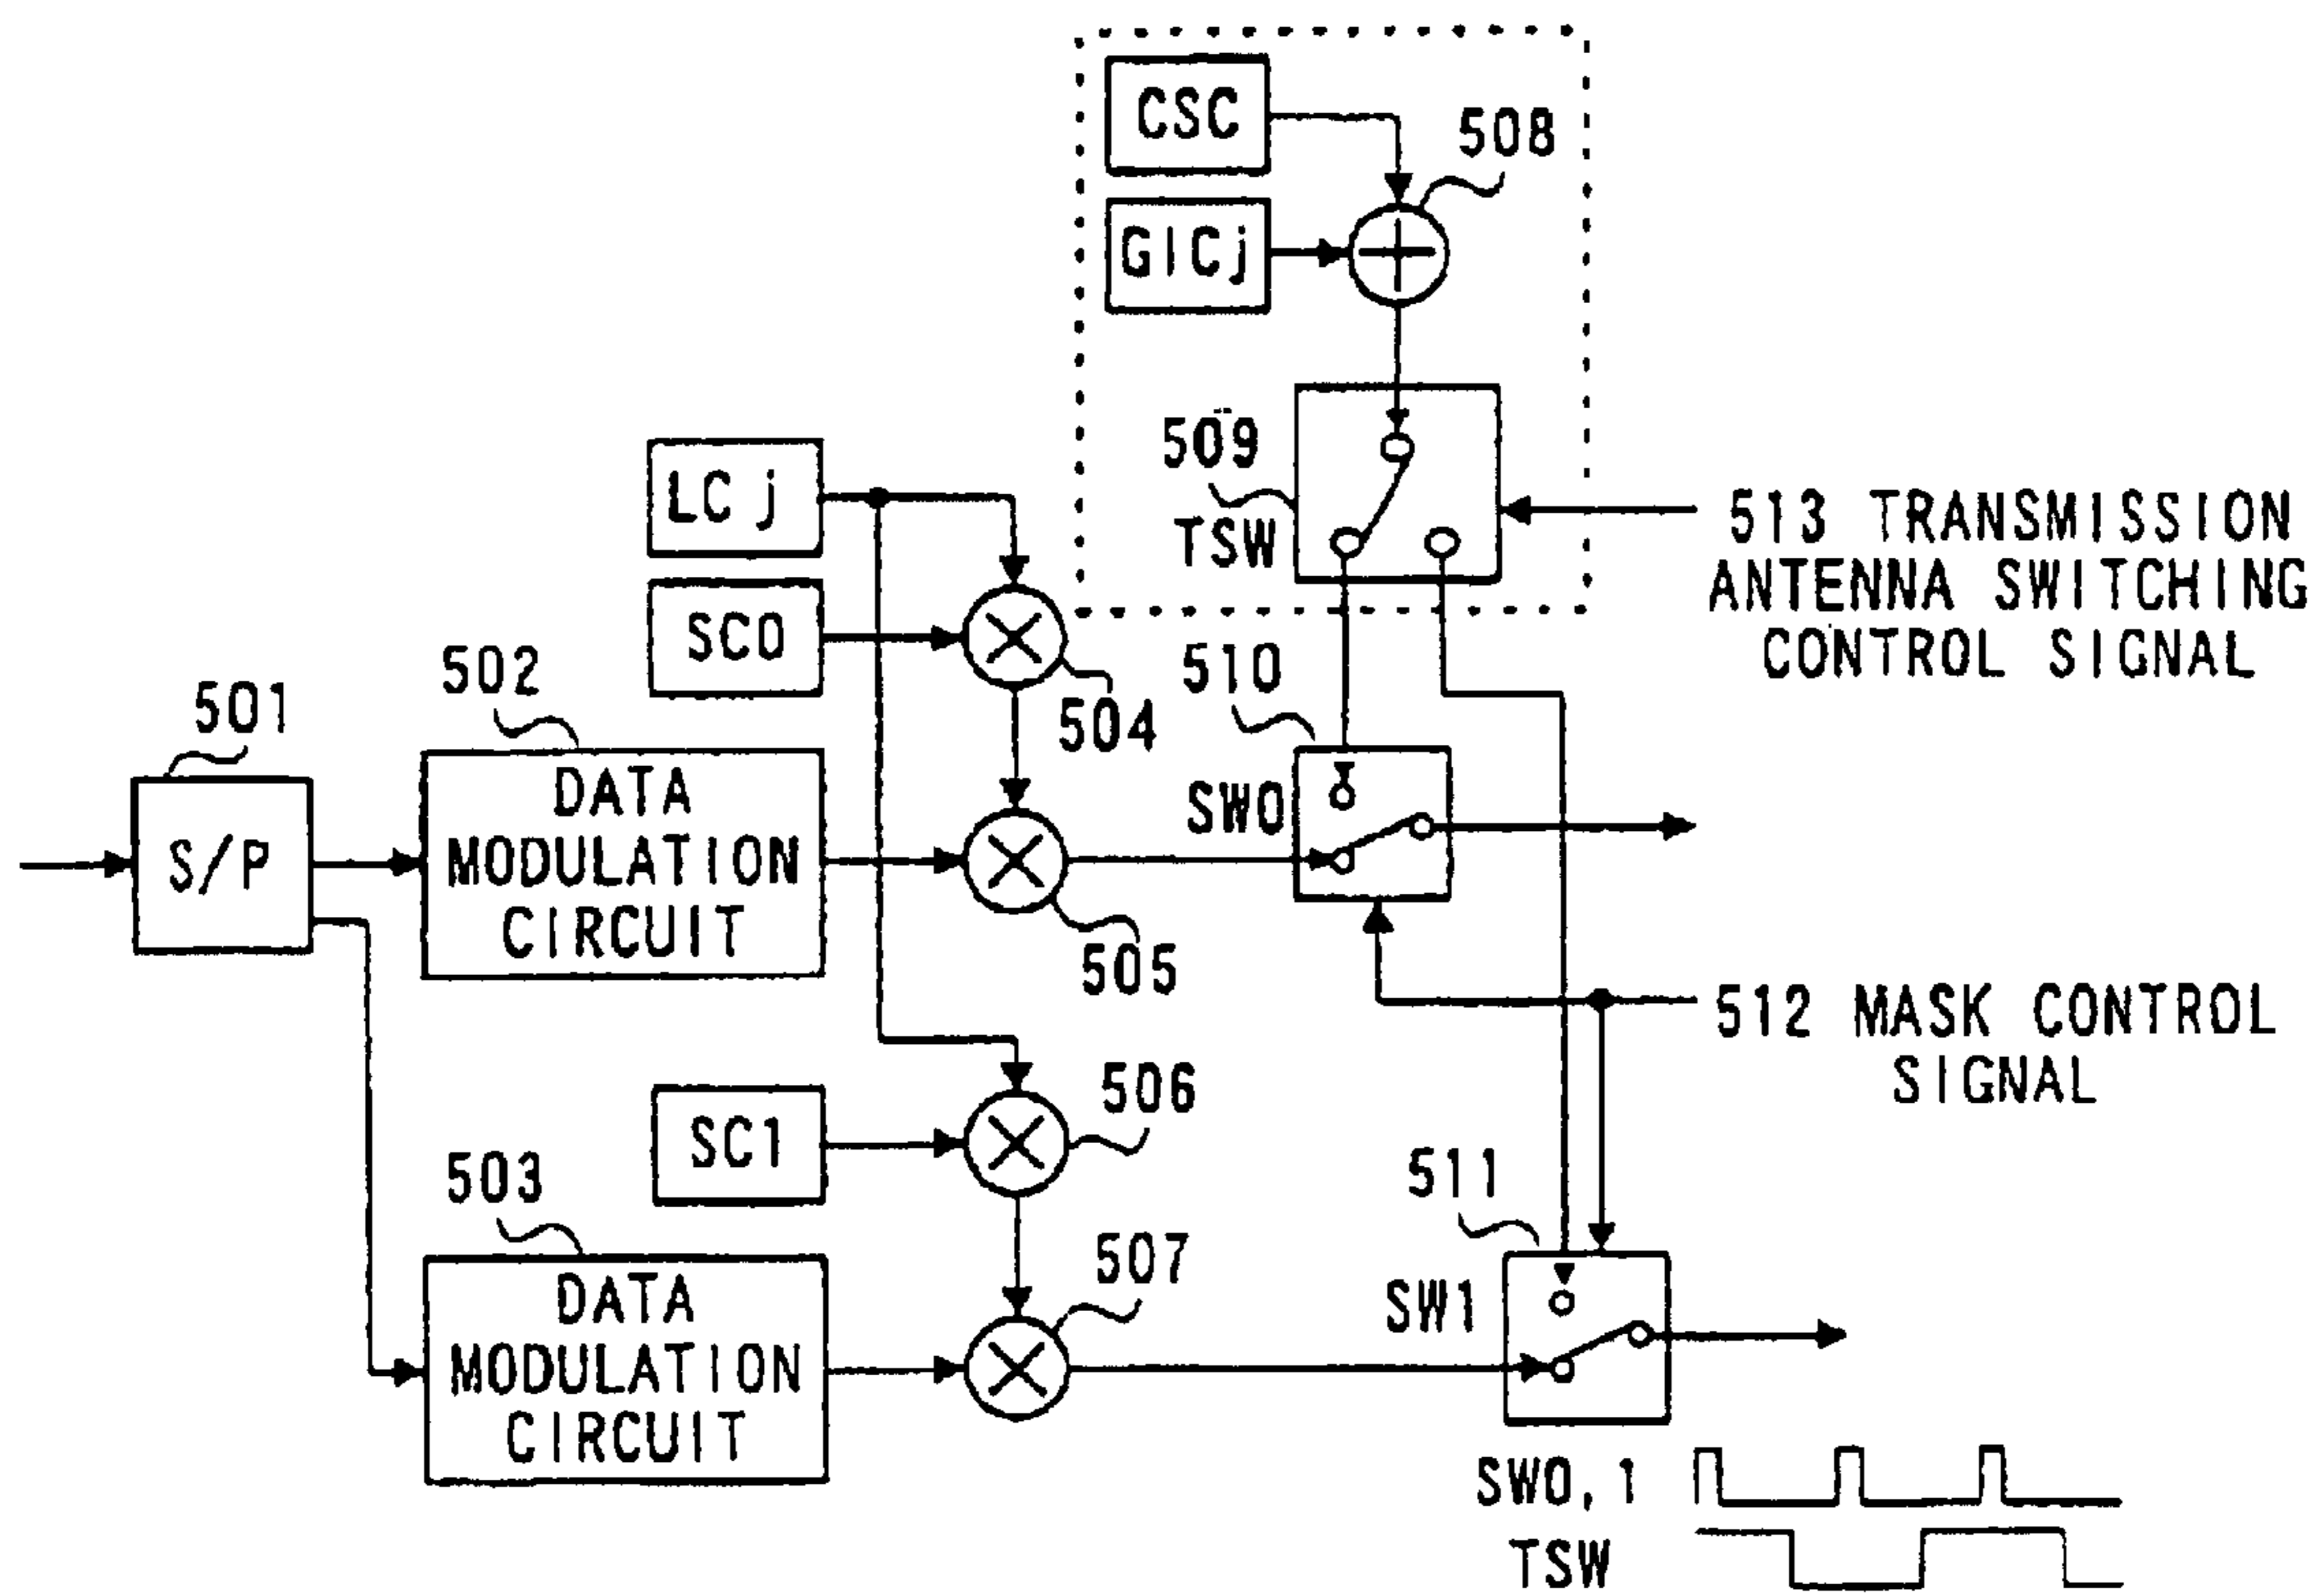 CSC
508
GICj
509
TSW
513 TRANSMISSION
ANTENNA SWITCHING
CONTROL SIGNAL
LCj
SC0
504
510
SW0
501
S/P
502
DATA
MODULATION
CIRCUIT
505
512 MASK CONTROL
SIGNAL
506
SC1
511
503
DATA
MODULATION
CIRCUIT
507
SW1
SW0,1
TSW